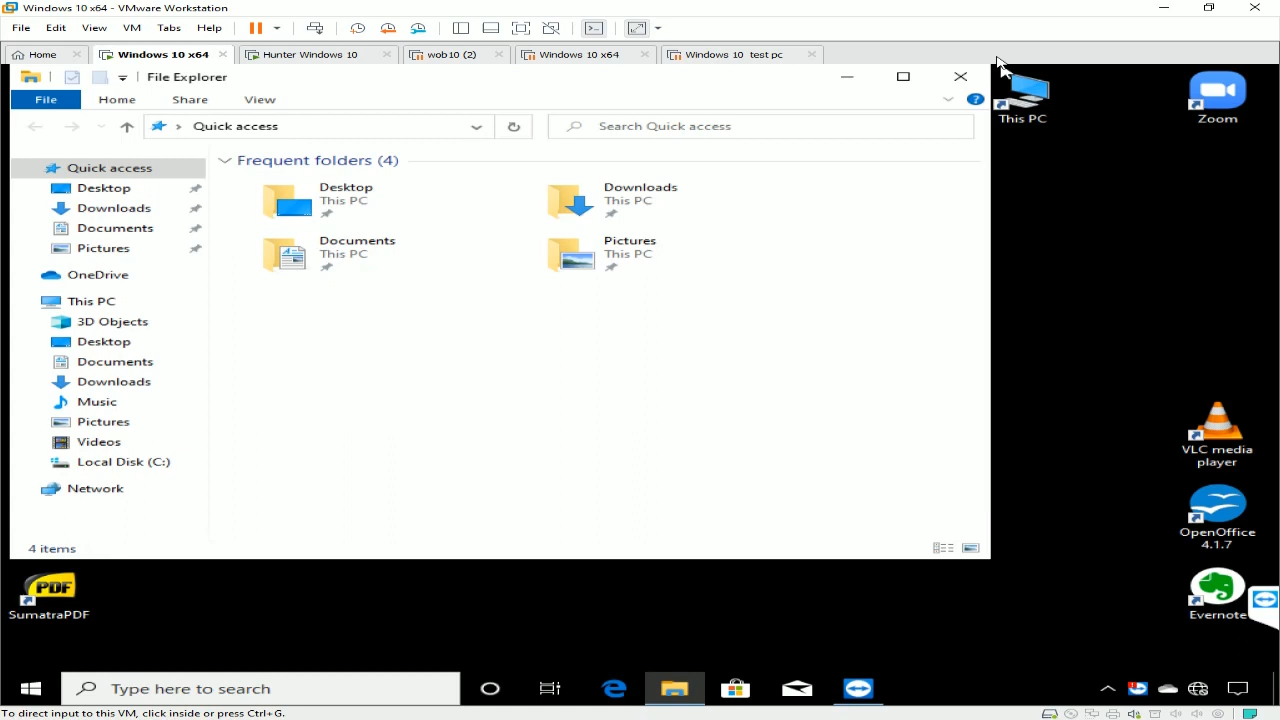 Windows 10 x64 - VMware Workstation
File Edit View VM Tabs Help
Home Windows 10 x64 Hunter Windows 10 wob10 (2) Windows 10 x64 Windows 10 test pc
File Explorer
File Home Share View
Quick access
Search Quick access
Quick access
Desktop
Downloads
Documents
Pictures
OneDrive
This PC
3D Objects
Desktop
Documents
Downloads
Music
Pictures
Videos
Local Disk (C:)
Network
Frequent folders (4)
Desktop
This PC
Downloads
This PC
Documents
This PC
Pictures
This PC
4 items
This PC
Zoom
VLC media
player
OpenOffice
4.1.7
Evernote
PDF
SumatraPDF
Type here to search
To direct input to this VM, click inside or press Ctrl+G.